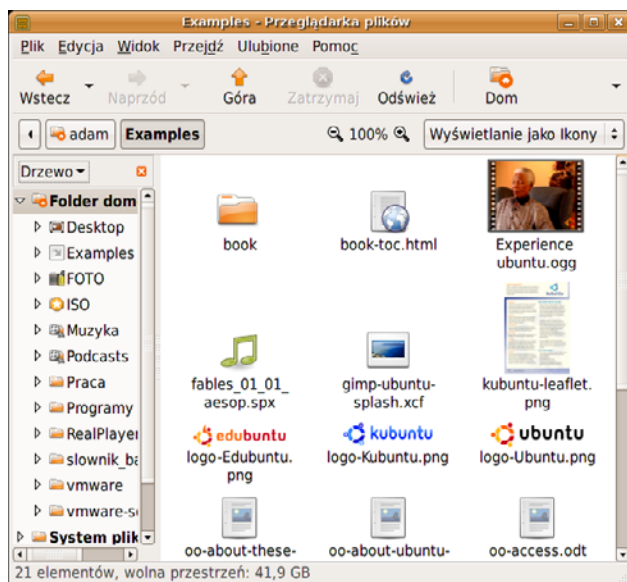 Examples - Przeglądarka plików
Plik Edycja Widok Przejdź Ulubione Pomoc
Wstecz Naprzód Góra Zatrzymaj Odśwież Dom
adam Examples 100% Wyświetlanie jako Ikony
Drzewo
Folder dom
Desktop
Examples
FOTO
ISO
Muzyka
Podcasts
Praca
Programy
RealPlayer
slownik_ba
vmware
System plik
book
book-toc.html
Experience
ubuntu.ogg
fables_01_01_
aesop.spx
gimp-ubuntu-
splash.xcf
kubuntu-leaflet.
png
edubuntu
logo-Edubuntu.
png
kubuntu
logo-Kubuntu.png
ubuntu
logo-Ubuntu.png
oo-about-these-
oo-about-ubuntu-
oo-access.odt
21 elementów, wolna przestrzeń: 41,9 GB